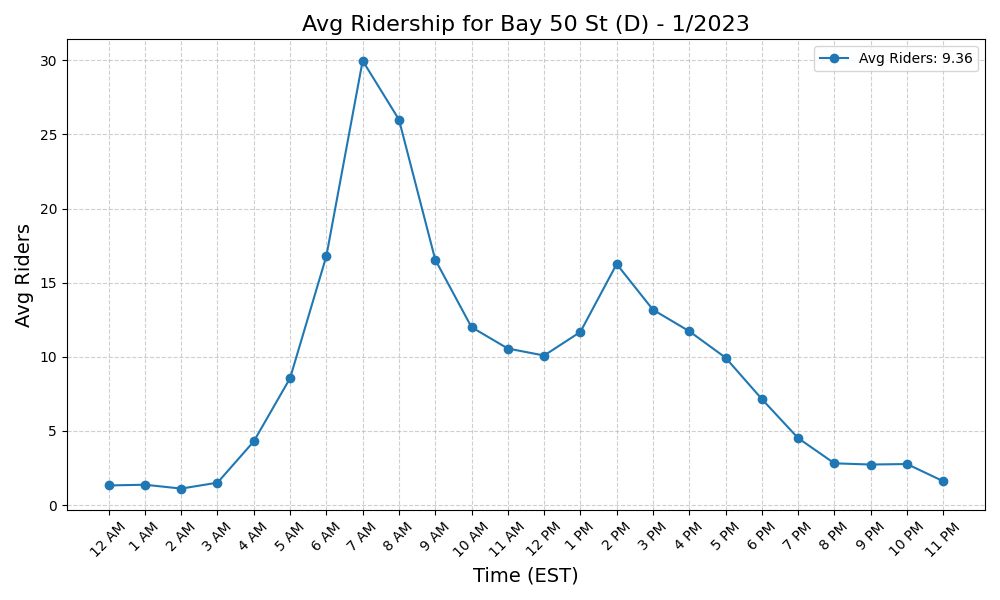 Avg Ridership for Bay 50 St (D) - 1/2023
Avg Riders: 9.36
Avg Riders
30
25
20
15
10
5
0
12 AM
1 AM
2 AM
3 AM
4 AM
5 AM
6 AM
7 AM
8 AM
9 AM
10 AM
11 AM
12 PM
1 PM
2 PM
3 PM
4 PM
5 PM
6 PM
7 PM
8 PM
9 PM
10 PM
11 PM
Time (EST)